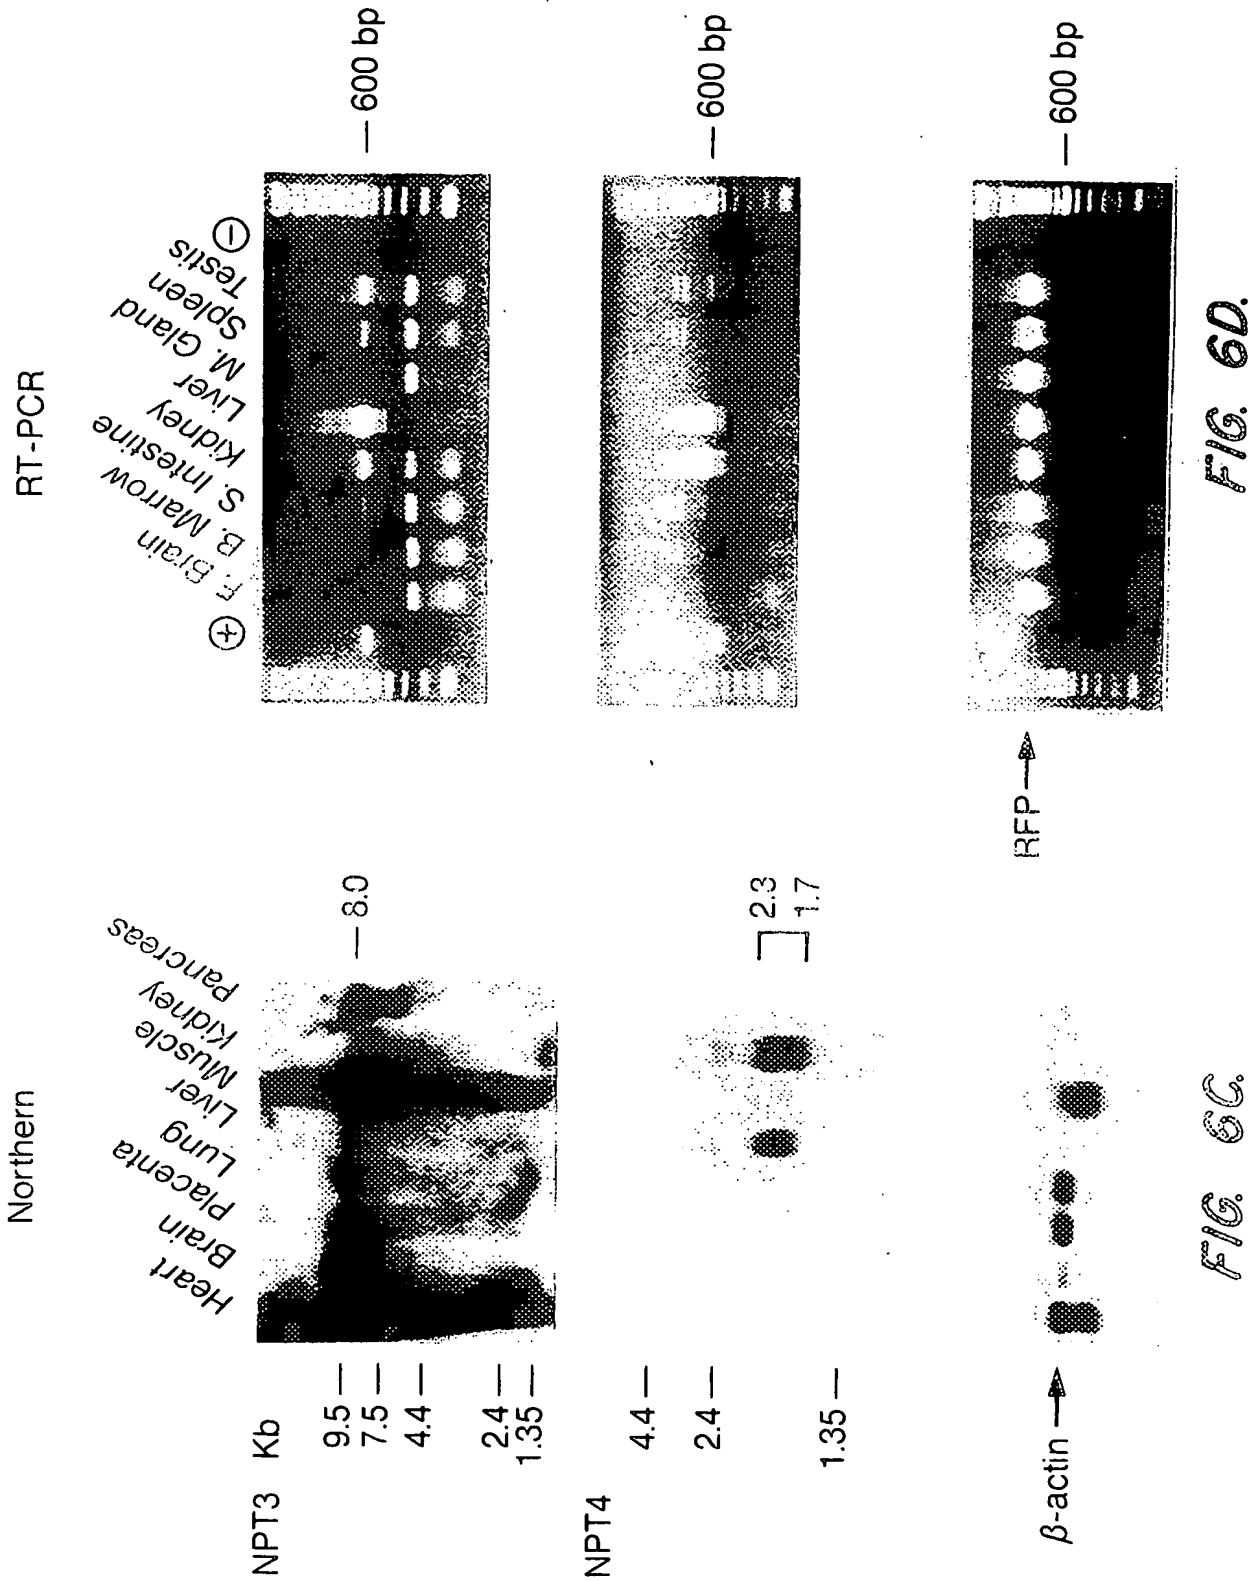 Northern
Heart
Brain
Placenta
Lung
Liver
Muscle
Kidney
Pancreas
NPT3 Kb
9.5
7.5
4.4
2.4
1.35
8.0
NPT4
4.4
2.4
1.35
2.3
1.7
β-actin
FIG. 6C.
RT-PCR
+
F. Brain
B. Marrow
S. Intestine
Kidney
Liver
M. Gland
Spleen
Testis
−
600 bp
600 bp
RFP
600 bp
FIG. 6D.